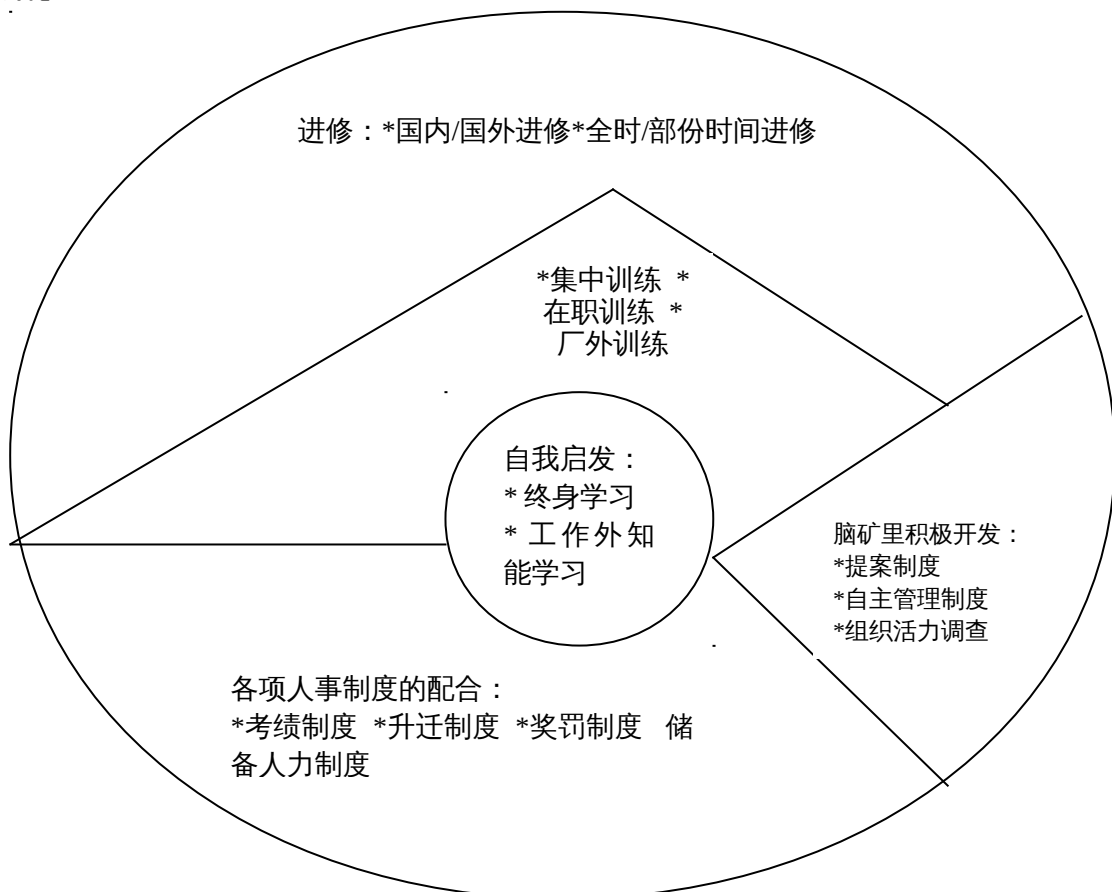 进修：*国内/国外进修*全时/部份时间进修
*集中训练 *
在职训练 *
厂外训练
自我启发：
* 终身学习
* 工作外知
能学习
脑矿里积极开发：
*提案制度
*自主管理制度
*组织活力调查
各项人事制度的配合：
*考绩制度 *升迁制度 *奖罚制度 储
备人力制度